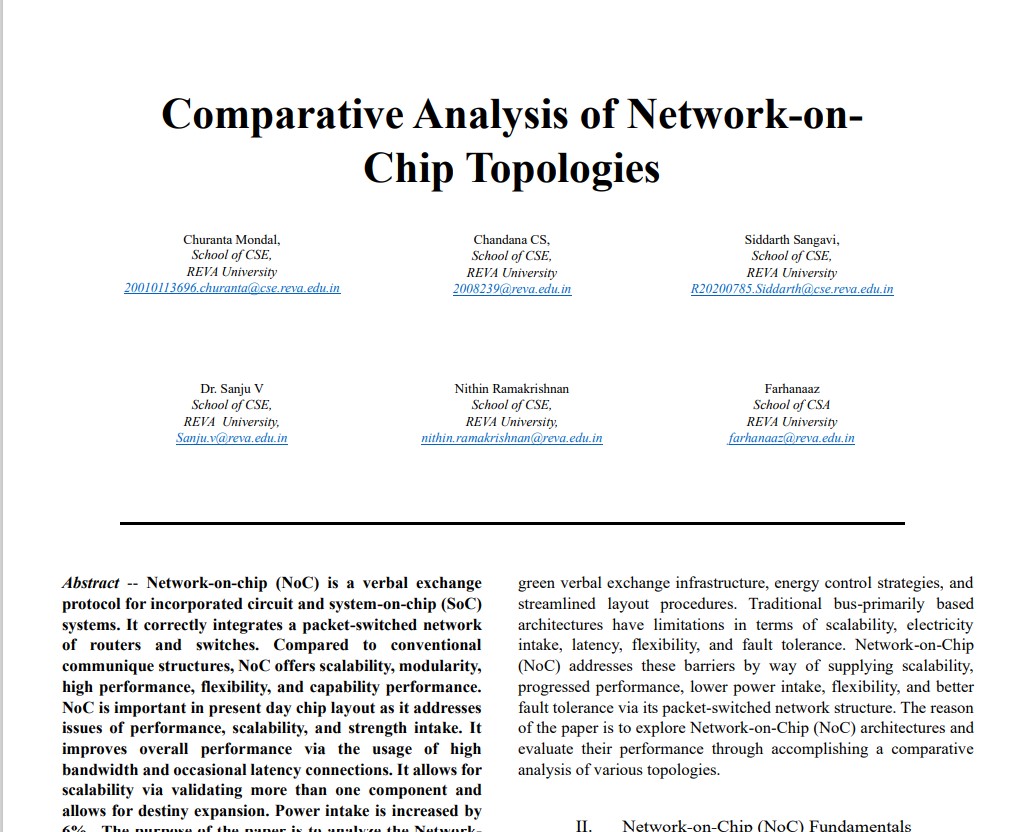 Comparative Analysis of Network-on-
Chip Topologies
Churanta Mondal,
School of CSE,
REVA University
20010113696.churanta@cse.reva.edu.in
Chandana CS,
School of CSE,
REVA University
2008239@reva.edu.in
Siddarth Sangavi,
School of CSE,
REVA University
R20200785.Siddarth@cse.reva.edu.in
Dr. Sanju V
School of CSE,
REVA University,
Sanju.v@reva.edu.in
Nithin Ramakrishnan
School of CSE,
REVA University,
nithin.ramakrishnan@reva.edu.in
Farhanaaz
School of CSA
REVA University
farhanaaz@reva.edu.in
Abstract -- Network-on-chip (NoC) is a verbal exchange
protocol for incorporated circuit and system-on-chip (SoC)
systems. It correctly integrates a packet-switched network
of routers and switches. Compared to conventional
communique structures, NoC offers scalability, modularity,
high performance, flexibility, and capability performance.
NoC is important in present day chip layout as it addresses
issues of performance, scalability, and strength intake. It
improves overall performance via the usage of high
bandwidth and occasional latency connections. It allows for
scalability via validating more than one component and
allows for destiny expansion. Power intake is increased by
6%. The purpose of the paper is to analyze the Network-
green verbal exchange infrastructure, energy control strategies, and
streamlined layout procedures. Traditional bus-primarily based
architectures have limitations in terms of scalability, electricity
intake, latency, flexibility, and fault tolerance. Network-on-Chip
(NoC) addresses these barriers by way of supplying scalability,
progressed performance, lower power intake, flexibility, and better
fault tolerance via its packet-switched network structure. The reason
of the paper is to explore Network-on-Chip (NoC) architectures and
evaluate their performance through accomplishing a comparative
analysis of various topologies.
II. Network-on-Chip (NoC) Fundamentals